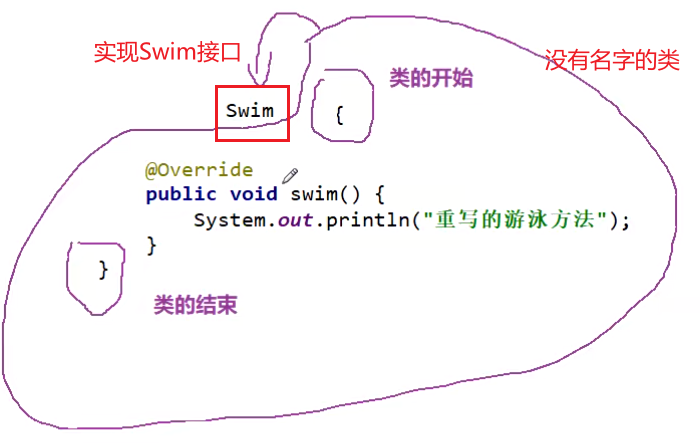 实现Swim接口
没有名字的类
类的开始
Swim {
@Override
public void swim() {
System.out.println("重写的游泳方法");
}
}
类的结束